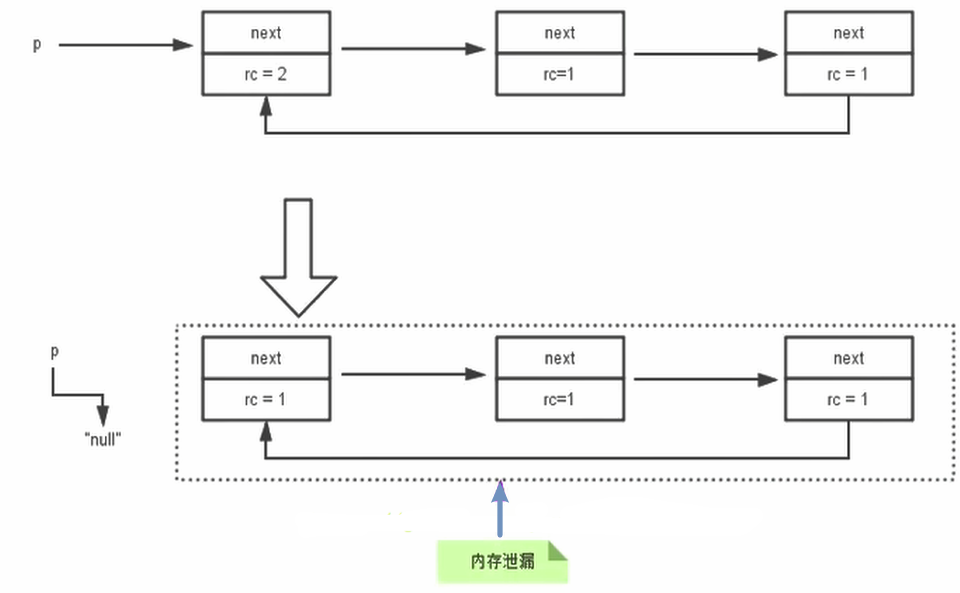 p
next
next
next
rc = 2
rc=1
rc = 1
p
next
next
next
rc = 1
rc=1
rc = 1
"null"
内存泄漏